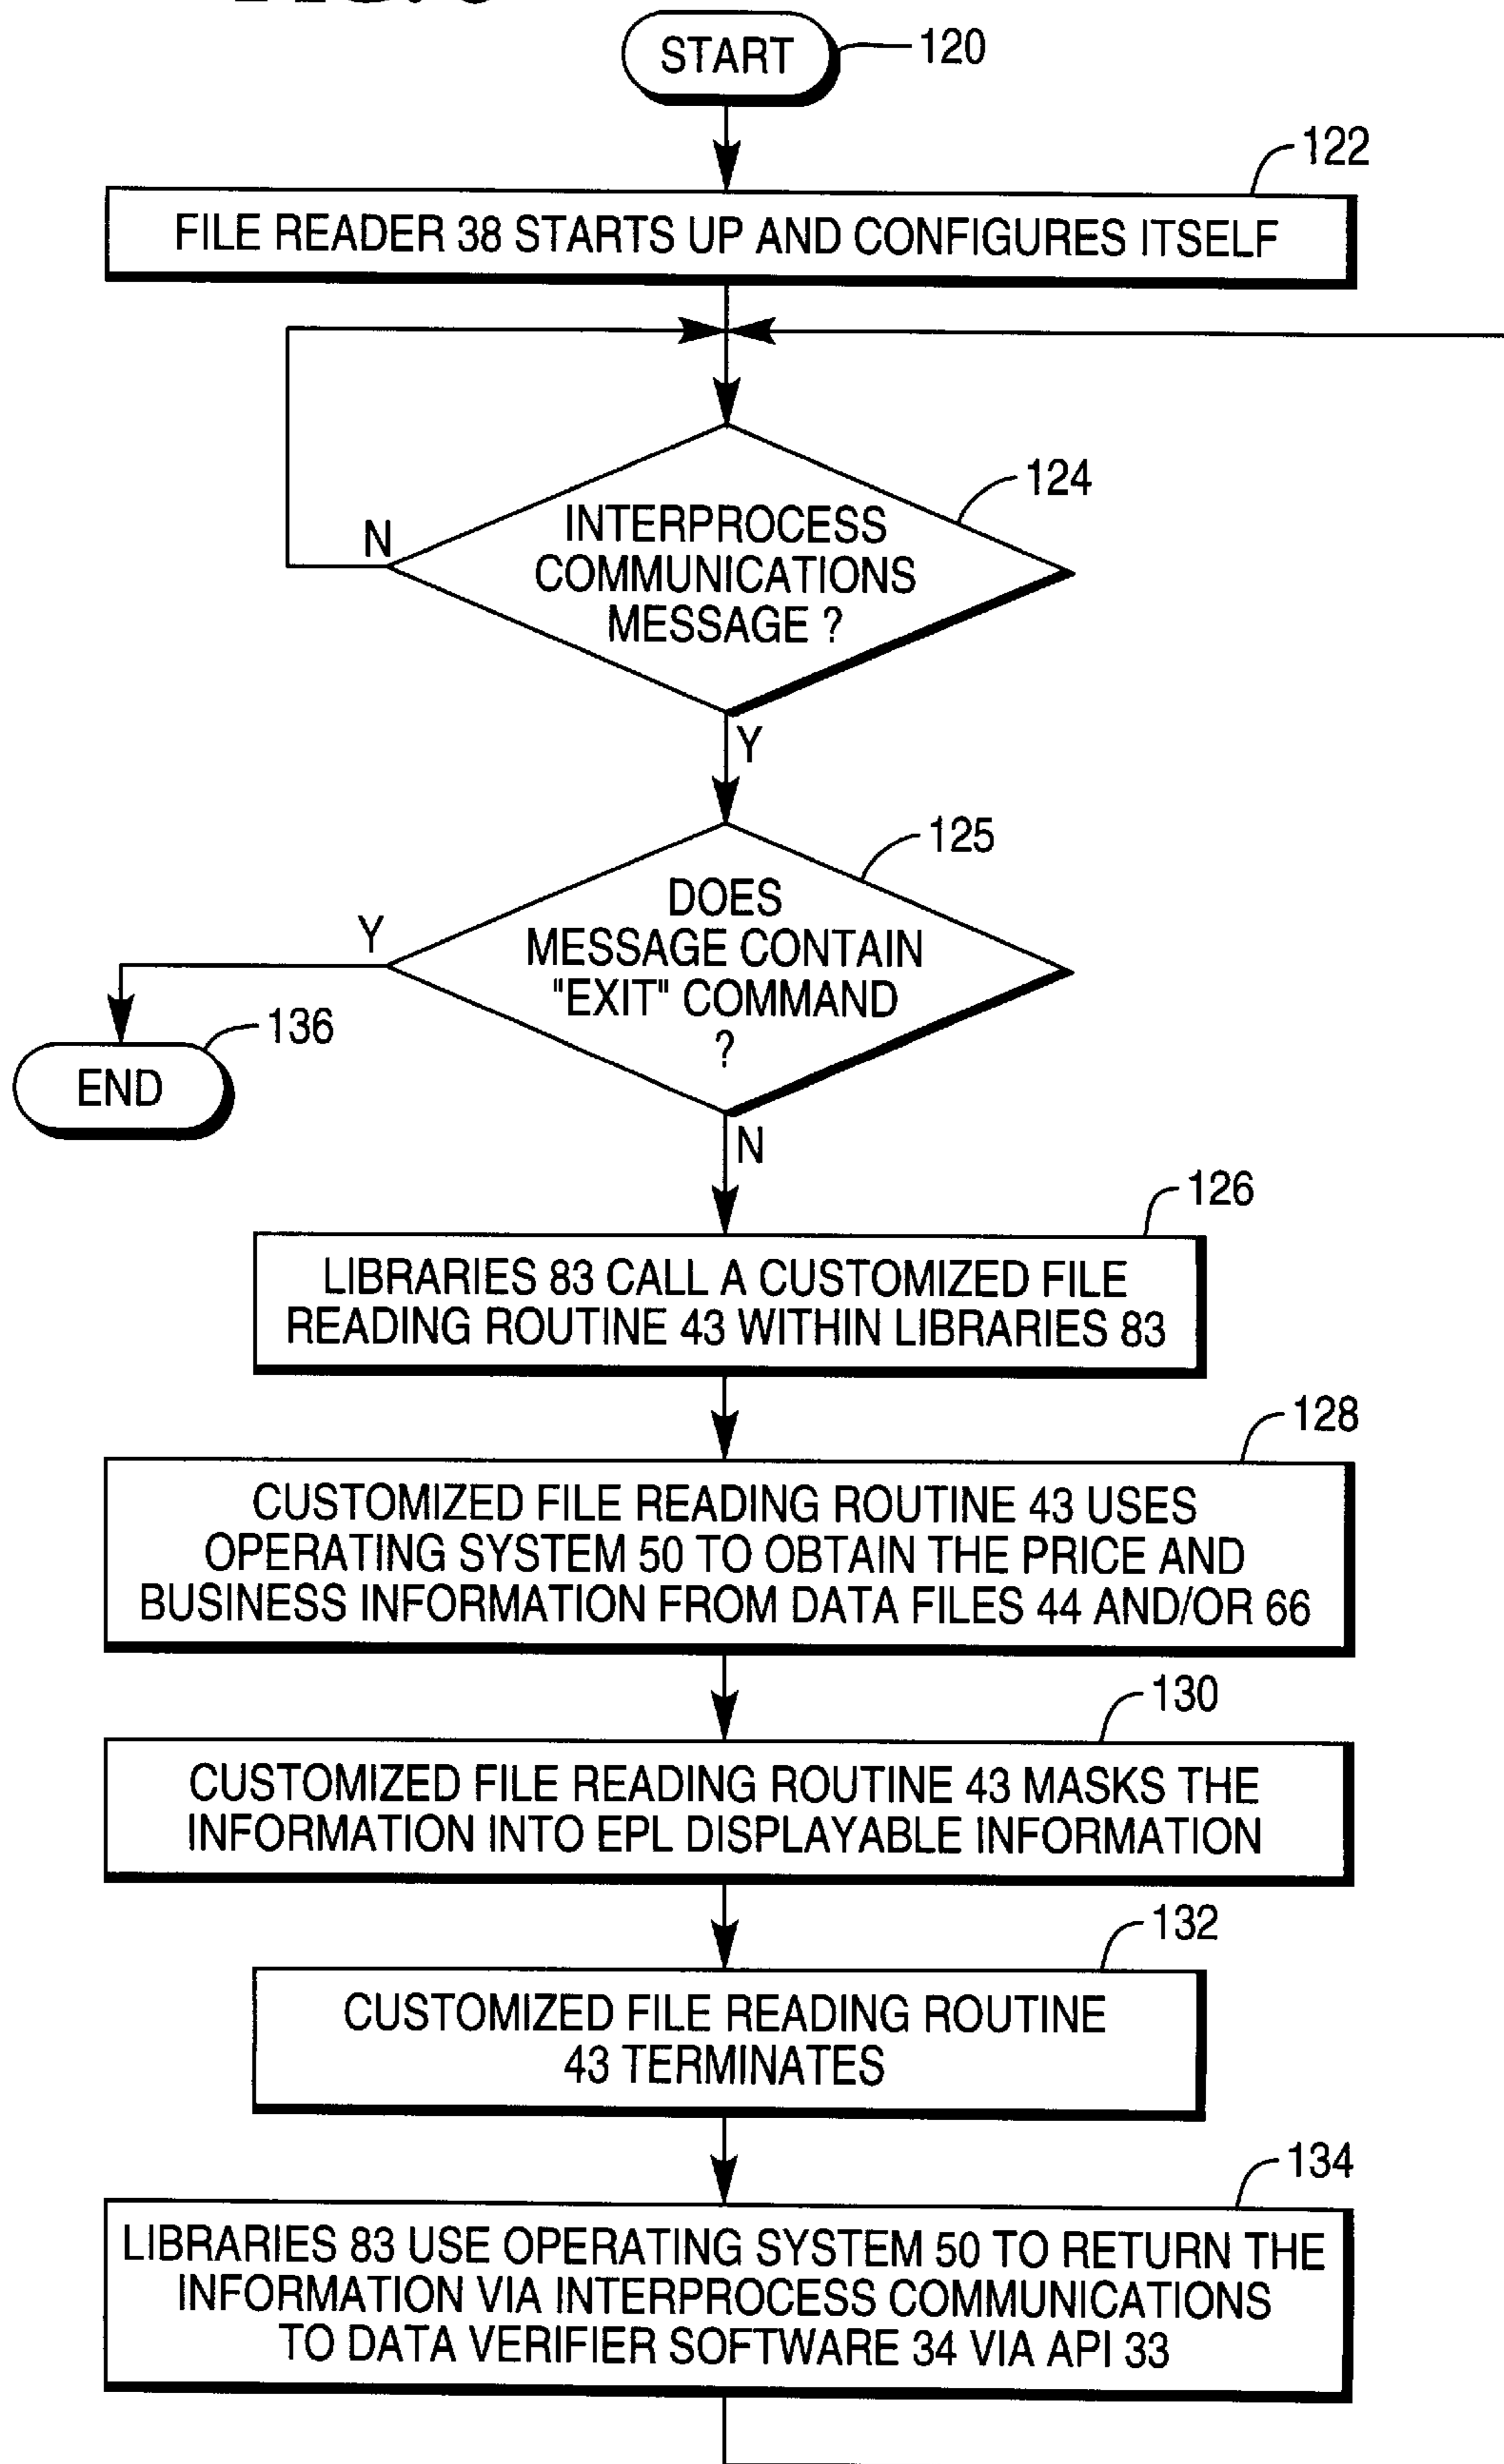 START
120
122
FILE READER 38 STARTS UP AND CONFIGURES ITSELF
124
INTERPROCESS
COMMUNICATIONS
MESSAGE ?
N
Y
125
DOES
MESSAGE CONTAIN
"EXIT" COMMAND
?
Y
136
END
N
126
LIBRARIES 83 CALL A CUSTOMIZED FILE
READING ROUTINE 43 WITHIN LIBRARIES 83
128
CUSTOMIZED FILE READING ROUTINE 43 USES
OPERATING SYSTEM 50 TO OBTAIN THE PRICE AND
BUSINESS INFORMATION FROM DATA FILES 44 AND/OR 66
130
CUSTOMIZED FILE READING ROUTINE 43 MASKS THE
INFORMATION INTO EPL DISPLAYABLE INFORMATION
132
CUSTOMIZED FILE READING ROUTINE
43 TERMINATES
134
LIBRARIES 83 USE OPERATING SYSTEM 50 TO RETURN THE
INFORMATION VIA INTERPROCESS COMMUNICATIONS
TO DATA VERIFIER SOFTWARE 34 VIA API 33